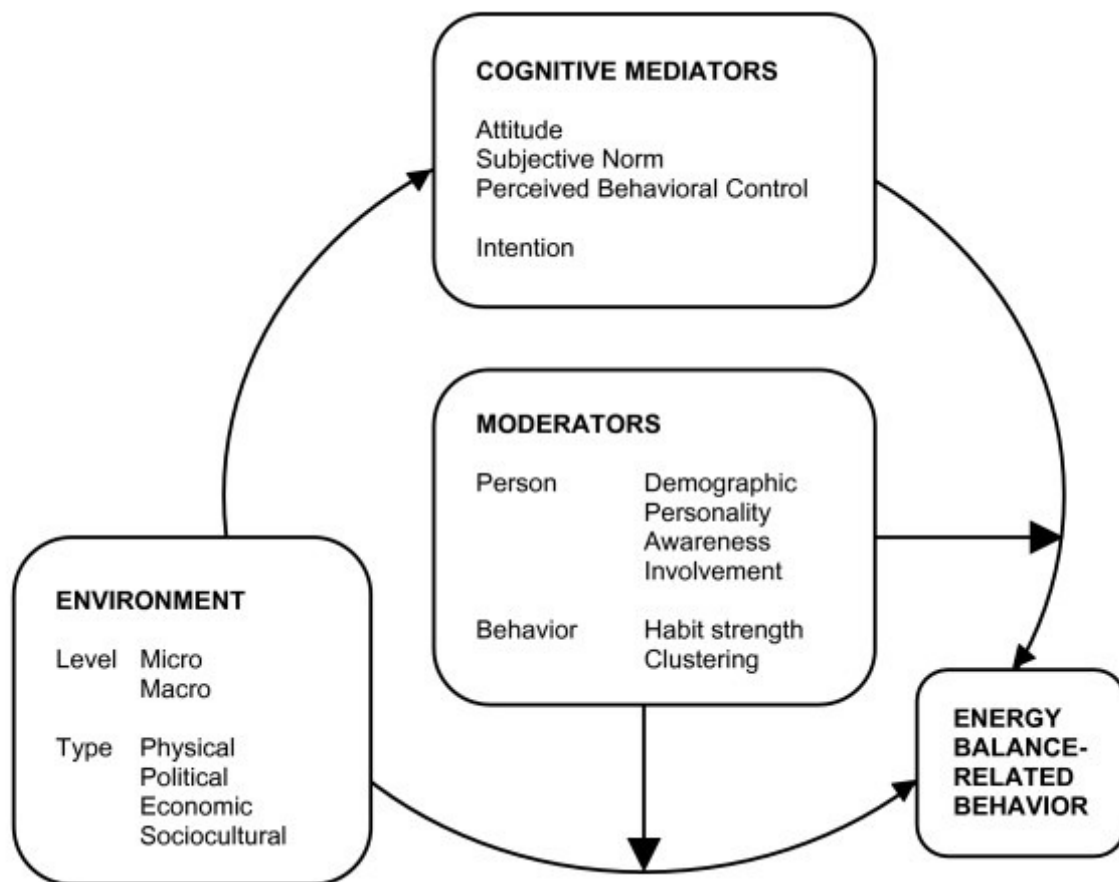 COGNITIVE MEDIATORS
Attitude
Subjective Norm
Perceived Behavioral Control
Intention
MODERATORS
Person Demographic
Personality
Awareness
Involvement
Behavior Habit strength
Clustering
ENVIRONMENT
Level Micro
Macro
Type Physical
Political
Economic
Sociocultural
ENERGY
BALANCE-
RELATED
BEHAVIOR